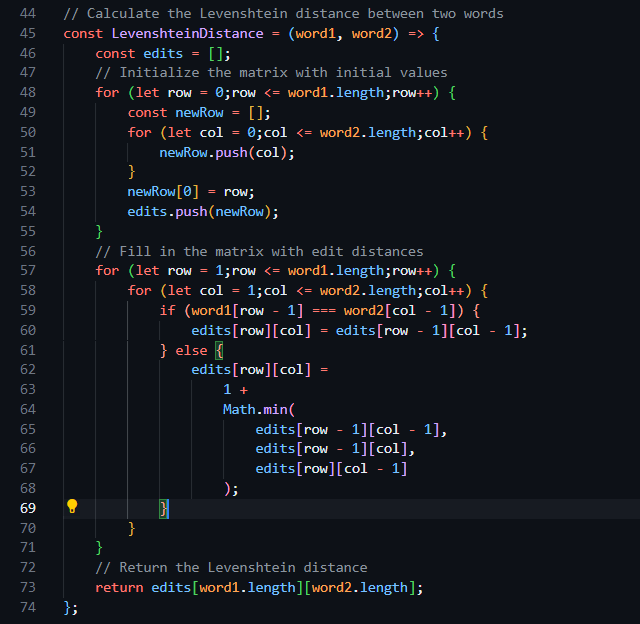 44 // Calculate the Levenshtein distance between two words
45 const LevenshteinDistance = (word1, word2) => {
46     const edits = [];
47     // Initialize the matrix with initial values
48     for (let row = 0;row <= word1.length;row++) {
49         const newRow = [];
50         for (let col = 0;col <= word2.length;col++) {
51             newRow.push(col);
52         }
53         newRow[0] = row;
54         edits.push(newRow);
55     }
56     // Fill in the matrix with edit distances
57     for (let row = 1;row <= word1.length;row++) {
58         for (let col = 1;col <= word2.length;col++) {
59             if (word1[row - 1] === word2[col - 1]) {
60                 edits[row][col] = edits[row - 1][col - 1];
61             } else {
62                 edits[row][col] =
63                     1 +
64                     Math.min(
65                         edits[row - 1][col - 1],
66                         edits[row - 1][col],
67                         edits[row][col - 1]
68                     );
69             }
70         }
71     }
72     // Return the Levenshtein distance
73     return edits[word1.length][word2.length];
74 };